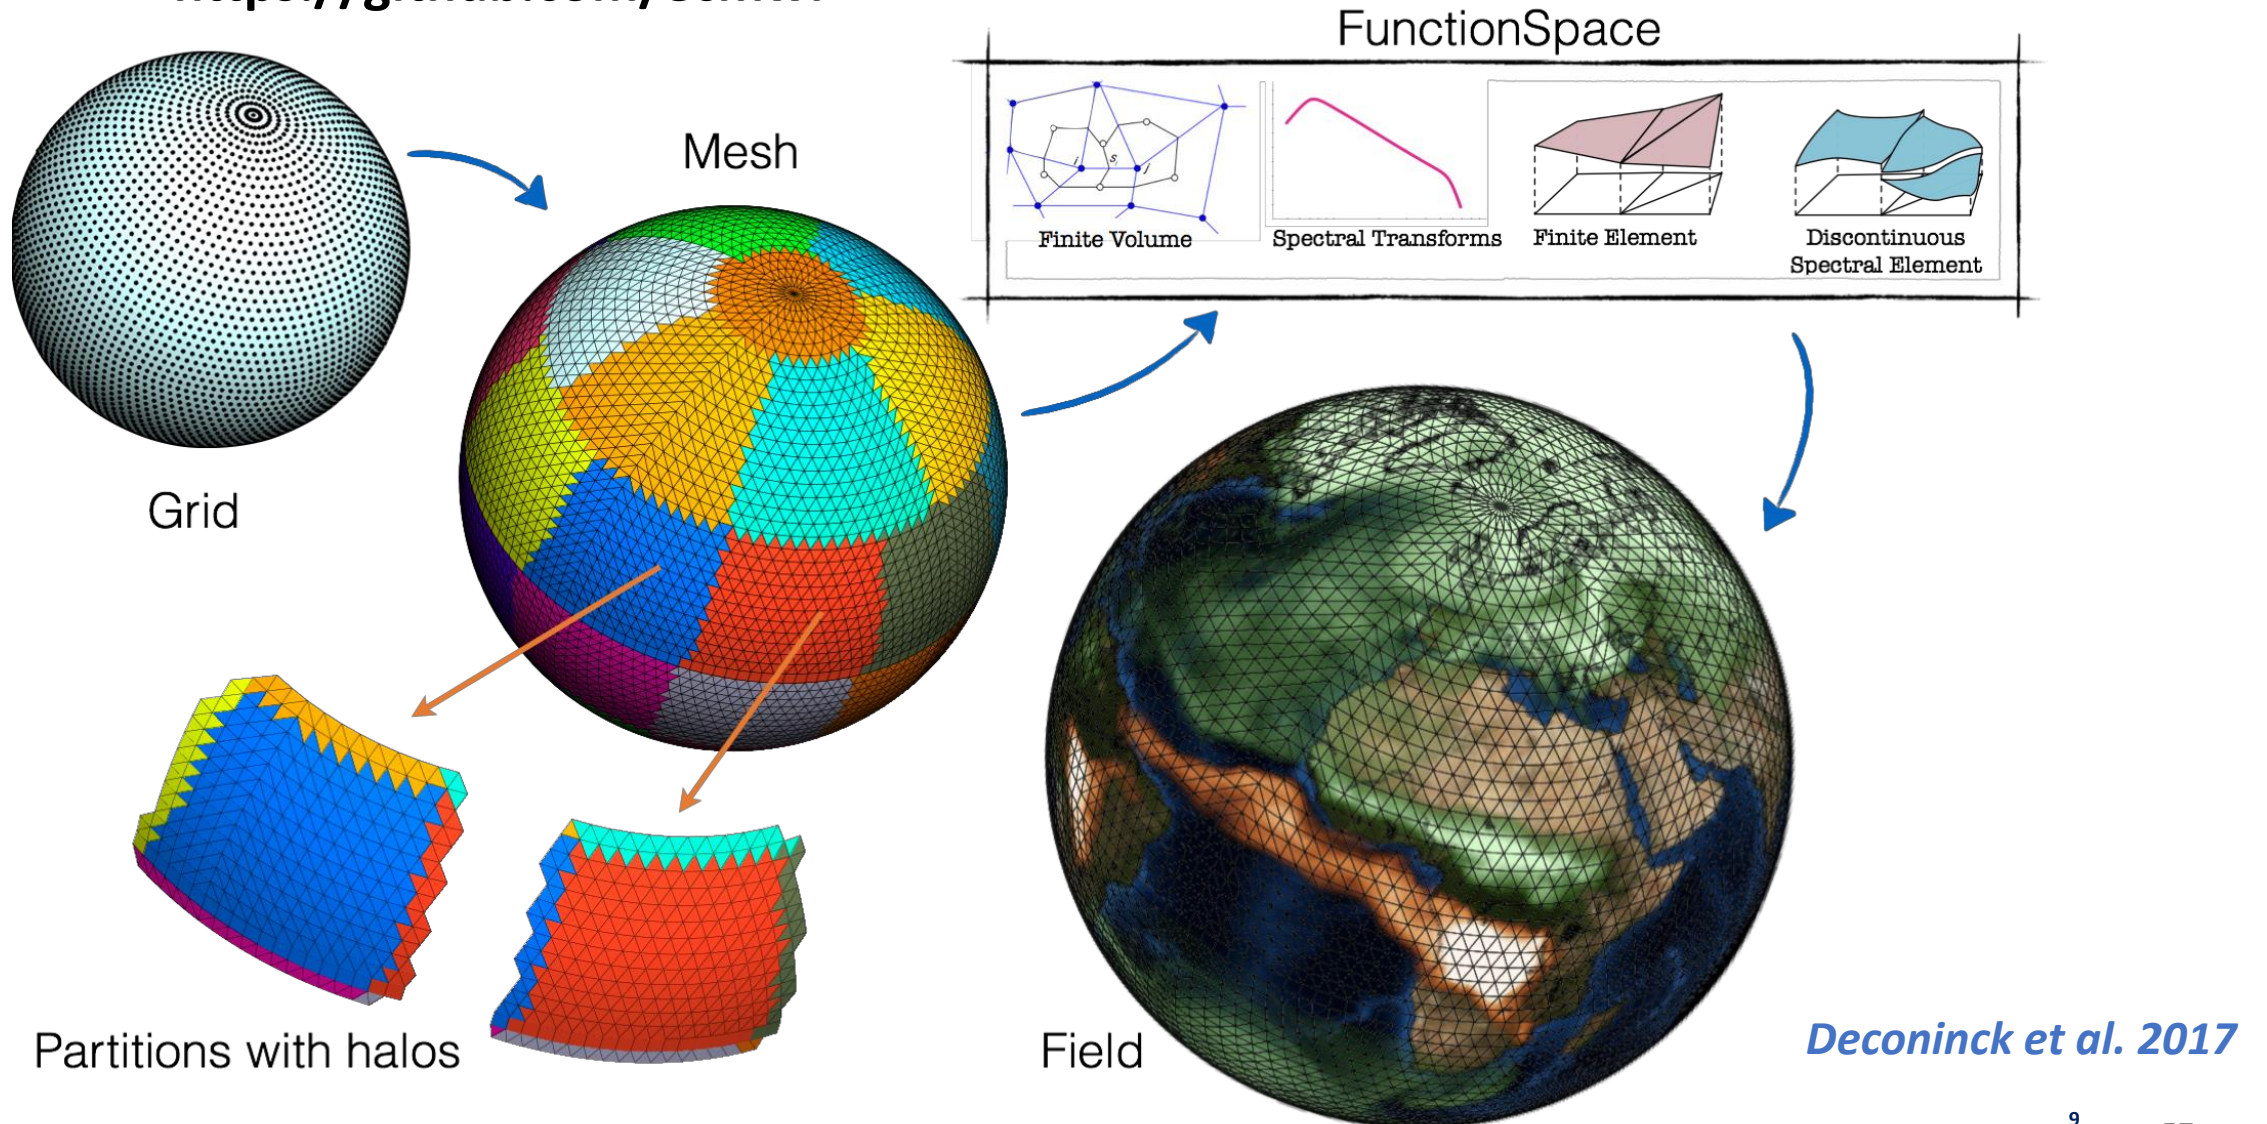 FunctionSpace
Mesh
Grid
i
s
j
Finite Volume
Spectral Transforms
Finite Element
Discontinuous
Spectral Element
Partitions with halos
Field
Deconinck et al. 2017
9